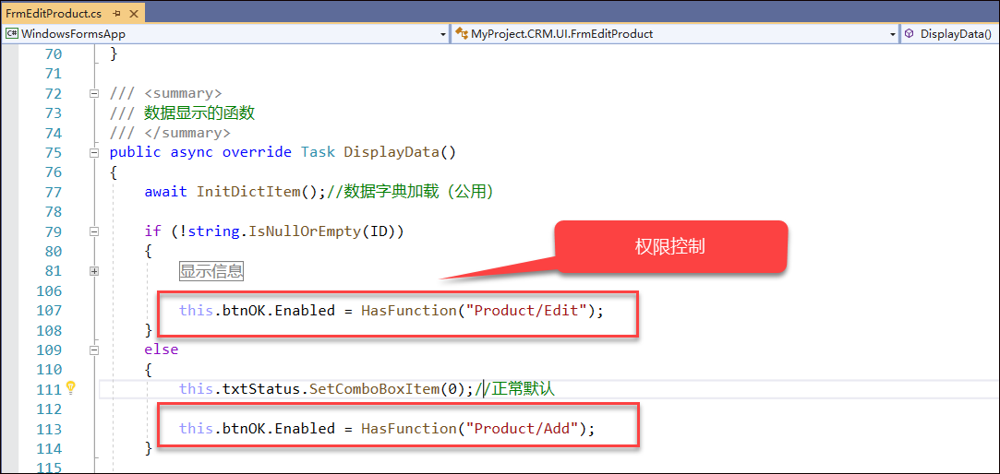 FrmEditProduct.cs
C# WindowsFormsApp MyProject.CRM.UI.FrmEditProduct DisplayData()
70 }
71
72 /// <summary>
73 /// 数据显示的函数
74 /// </summary>
75 public async override Task DisplayData()
76 {
77 await InitDictItem();//数据字典加载（公用）
78
79 if (!string.IsNullOrEmpty(ID))
80 {
权限控制
81 显示信息
106
107 this.btnOK.Enabled = HasFunction("Product/Edit");
108 }
109 else
110 {
111 this.txtStatus.SetComboBoxItem(0);//正常默认
112
113 this.btnOK.Enabled = HasFunction("Product/Add");
114 }
115